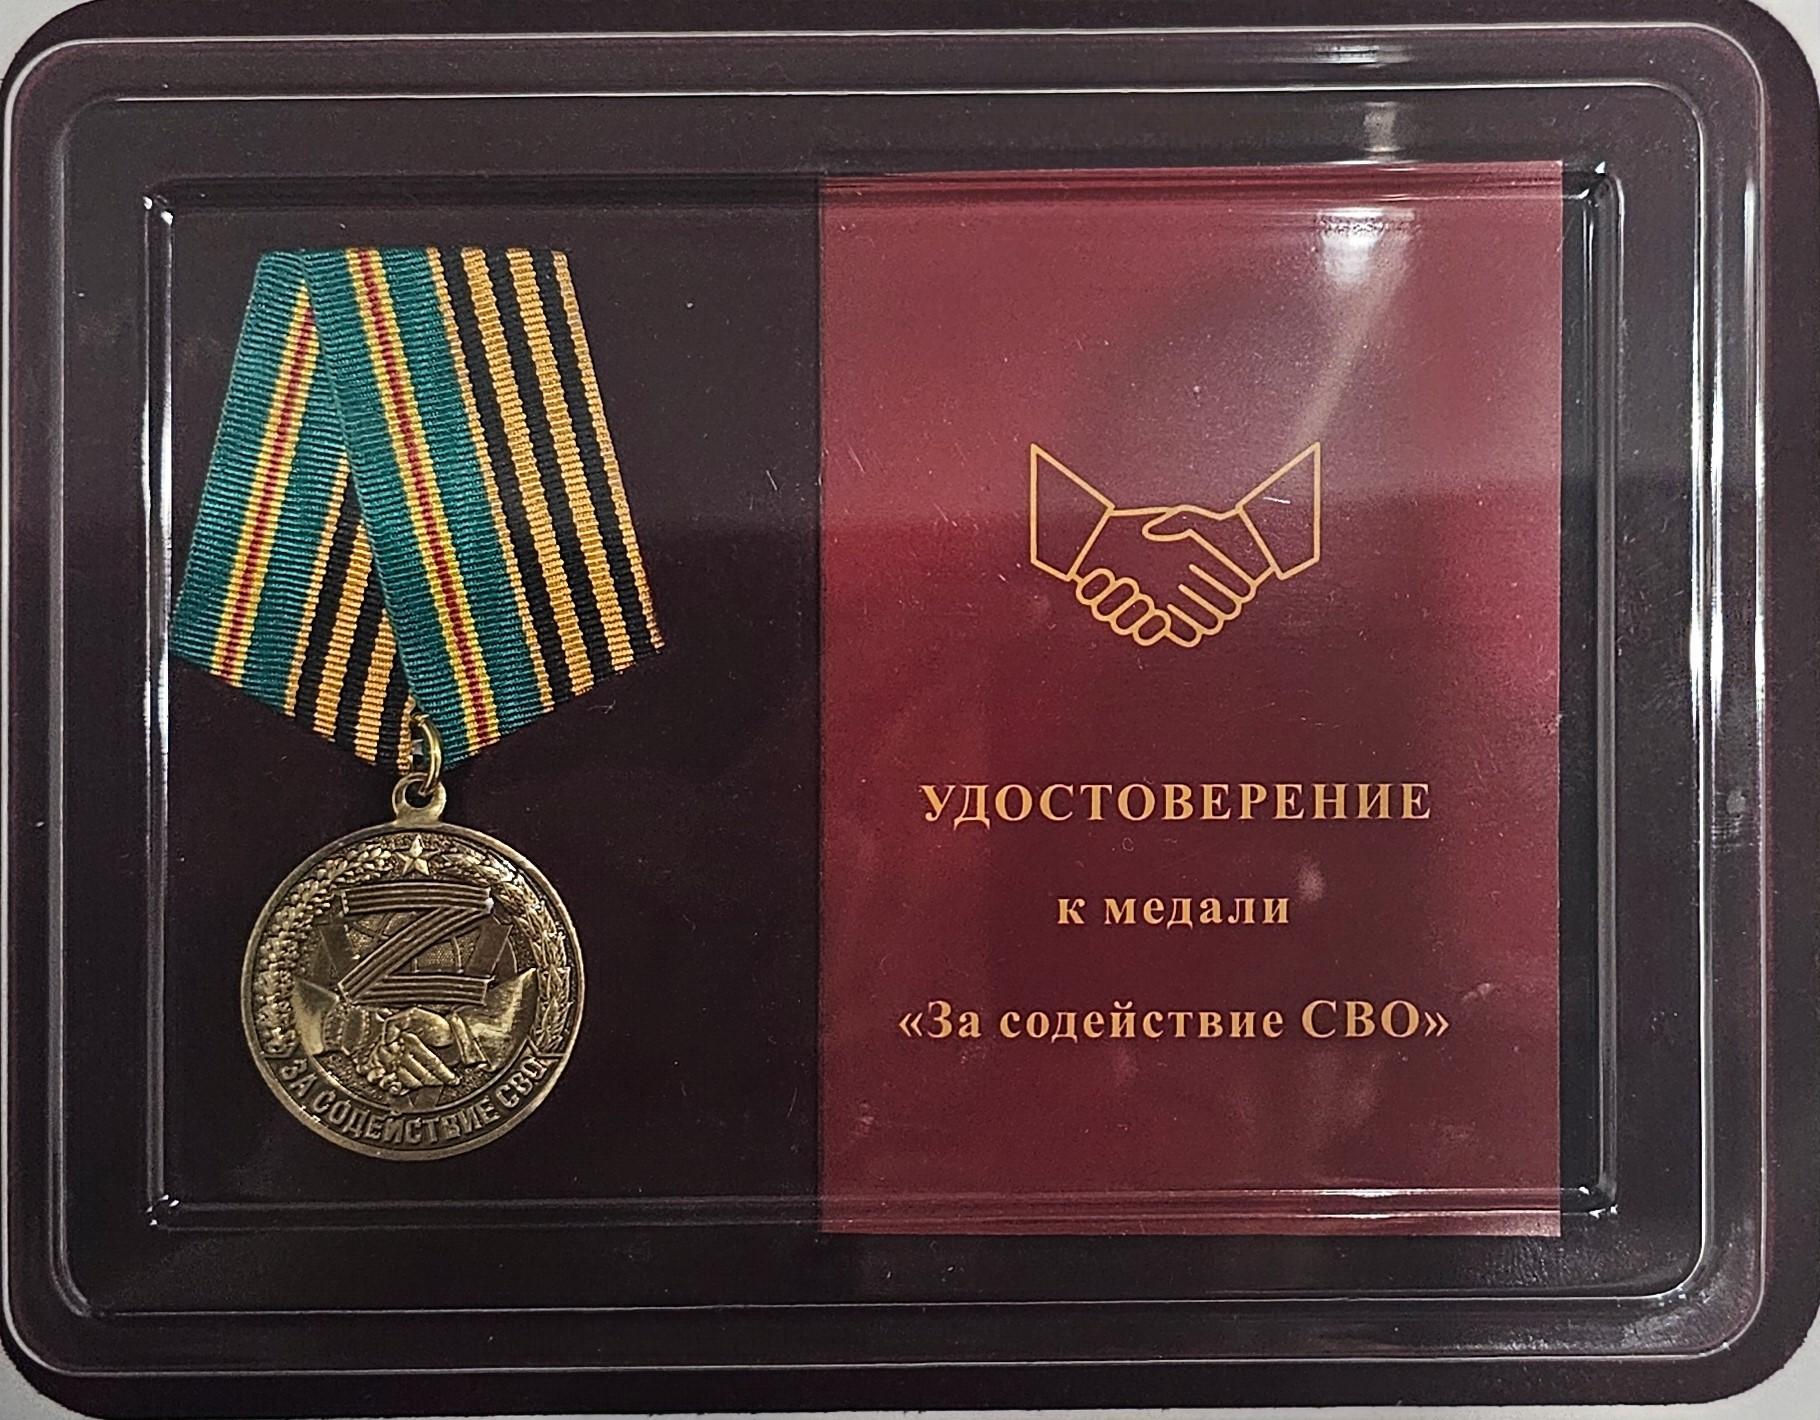 Z
ЗА СОДЕЙСТВИЕ СВО
УДОСТОВЕРЕНИЕ
к медали
«За содействие СВО»